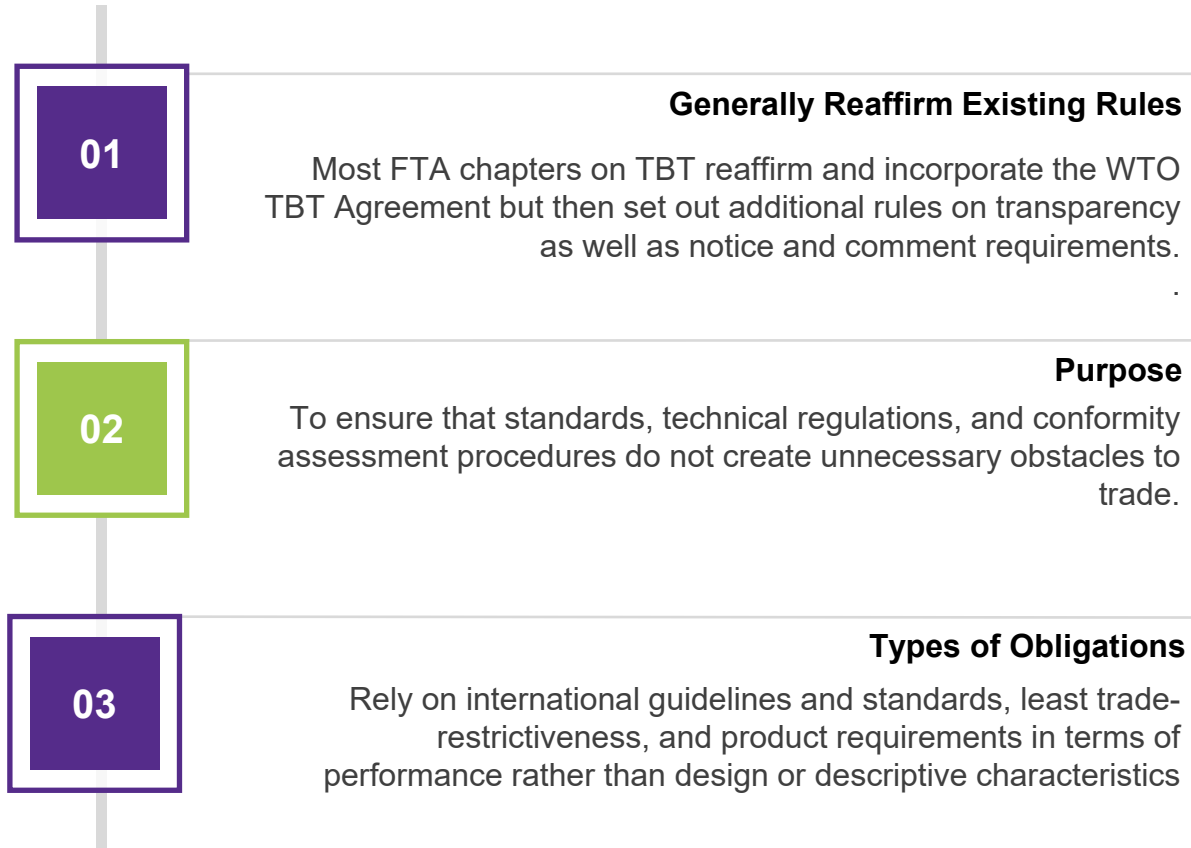 01
Generally Reaffirm Existing Rules
Most FTA chapters on TBT reaffirm and incorporate the WTO
TBT Agreement but then set out additional rules on transparency
as well as notice and comment requirements.
.
02
Purpose
To ensure that standards, technical regulations, and conformity
assessment procedures do not create unnecessary obstacles to
trade.
03
Types of Obligations
Rely on international guidelines and standards, least trade-
restrictiveness, and product requirements in terms of
performance rather than design or descriptive characteristics